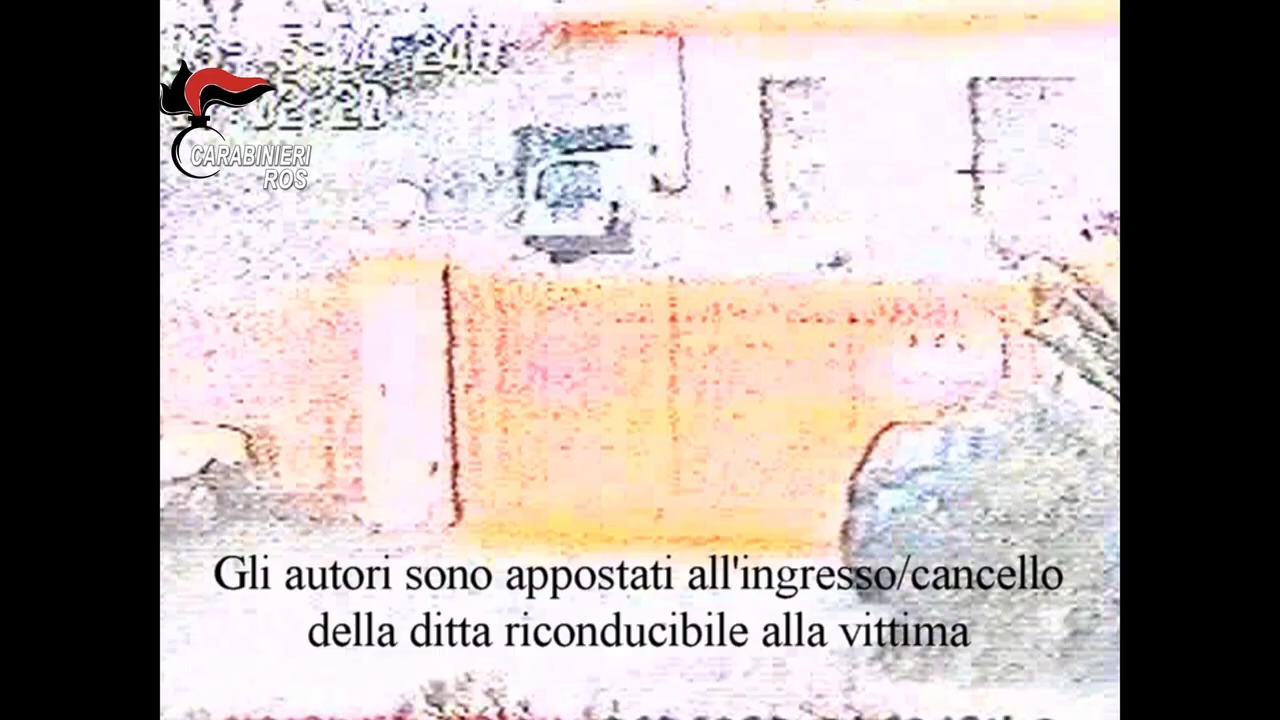 CARABINIERI
ROS
Gli autori sono appostati all'ingresso/cancello
della ditta riconducibile alla vittima